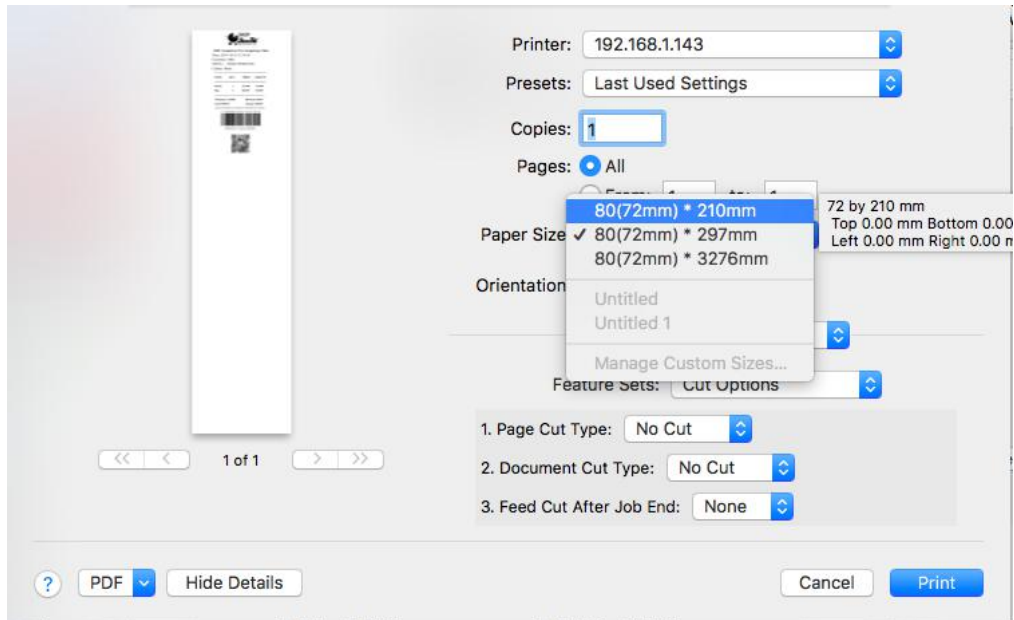 Printer: 192.168.1.143
Presets: Last Used Settings
Copies: 1
Pages: All
80(72mm) * 210mm
72 by 210 mm
Top 0.00 mm Bottom 0.00
Left 0.00 mm Right 0.00 m
Paper Size ✓ 80(72mm) * 297mm
80(72mm) * 3276mm
Orientation
Untitled
Untitled 1
Manage Custom Sizes...
Feature Sets: Cut Options
1. Page Cut Type: No Cut
2. Document Cut Type: No Cut
3. Feed Cut After Job End: None
<< < 1 of 1 > >>
? PDF Hide Details Cancel Print